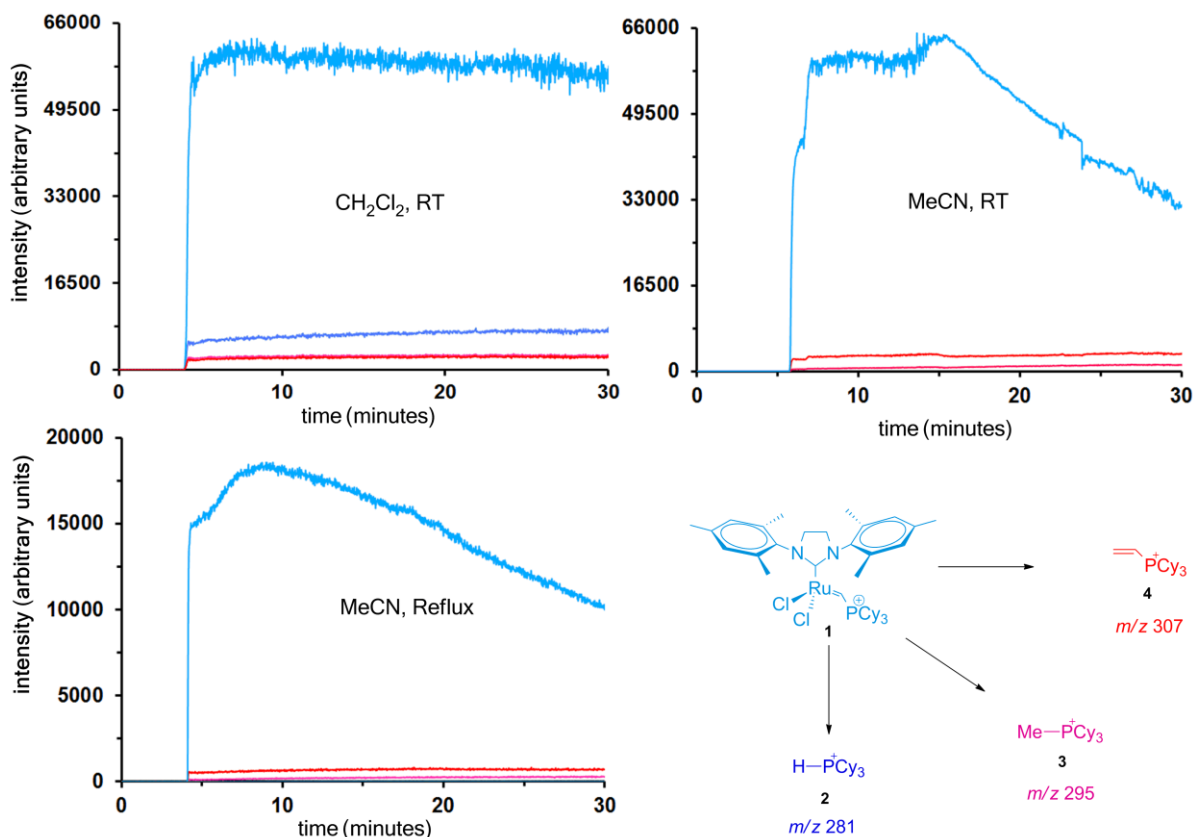 66000
49500
33000
16500
0
intensity (arbitrary units)
CH₂Cl₂, RT
0 10 20 30
time (minutes)
66000
49500
33000
16500
0
MeCN, RT
0 10 20 30
time (minutes)
20000
15000
10000
5000
0
intensity (arbitrary units)
MeCN, Reflux
0 10 20 30
time (minutes)
N N
Ru
Cl
Cl
⊕
PCy₃
1
+
PCy₃
4
m/z 307
+
Me—PCy₃
3
m/z 295
+
H—PCy₃
2
m/z 281